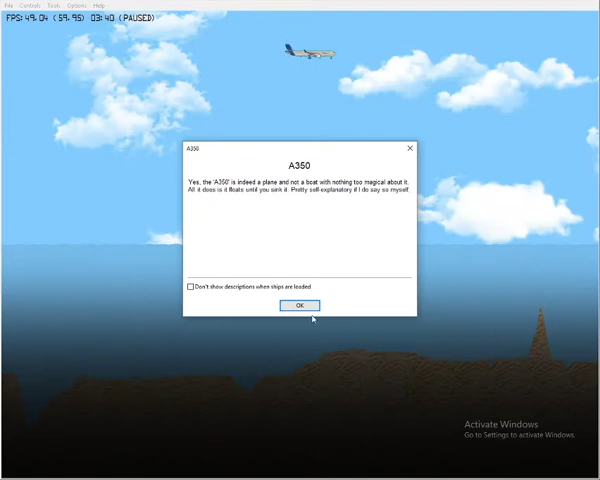 File Controls Tools Options Help
FPS:49.04 (59.95) 03:40 (PAUSED)
A350
A350
Yes, the 'A350' is indeed a plane and not a boat with nothing too magical about it.
All it does is it floats until you sink it. Pretty self-explanatory if I do say so myself.
Don't show descriptions when ships are loaded
OK
Activate Windows
Go to Settings to activate Windows.